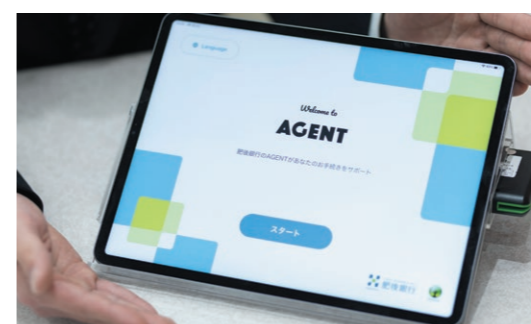 Language
Welcome to
AGENT
肥後銀行のAGENTがあなたのお手続きをサポート
スタート
肥後銀行